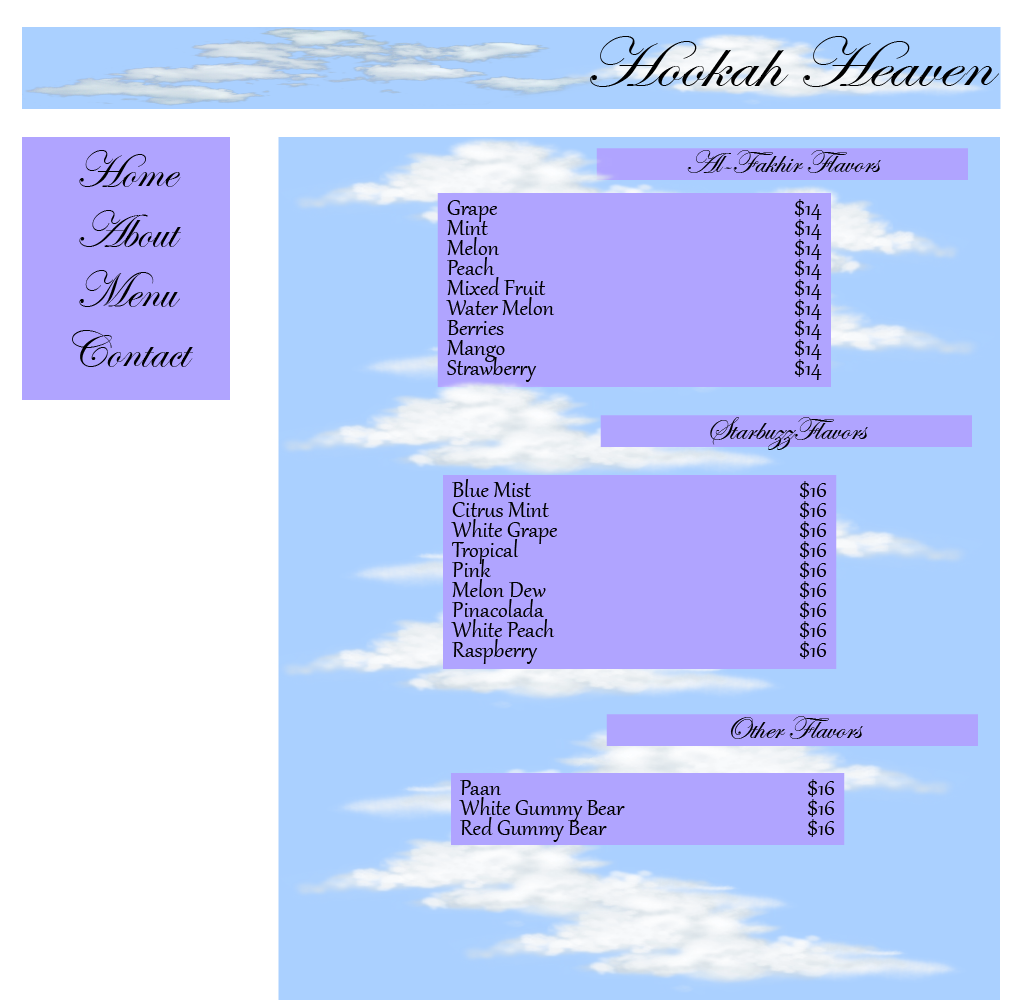 Hookah Heaven
Home
About
Menu
Contact
Al-Fakhir Flavors
Grape $14
Mint $14
Melon $14
Peach $14
Mixed Fruit $14
Water Melon $14
Berries $14
Mango $14
Strawberry $14
Starbuzz Flavors
Blue Mist $16
Citrus Mint $16
White Grape $16
Tropical $16
Pink $16
Melon Dew $16
Pinacolada $16
White Peach $16
Raspberry $16
Other Flavors
Paan $16
White Gummy Bear $16
Red Gummy Bear $16